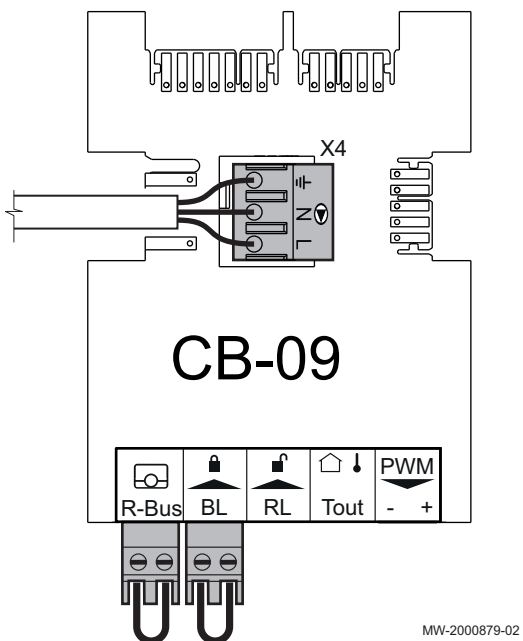 X4
N
L
CB-09
PWM
R-Bus BL RL Tout - +
MW-2000879-02